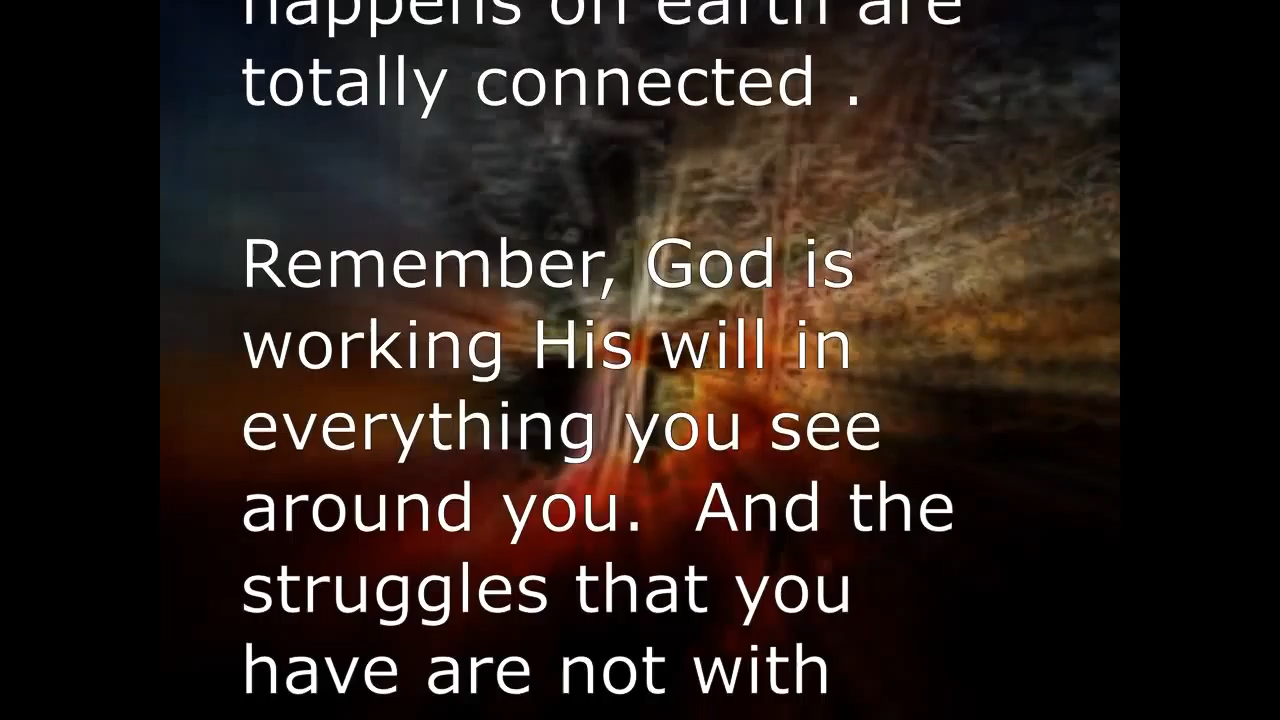 happens on earth are
totally connected .
Remember, God is
working His will in
everything you see
around you.  And the
struggles that you
have are not with